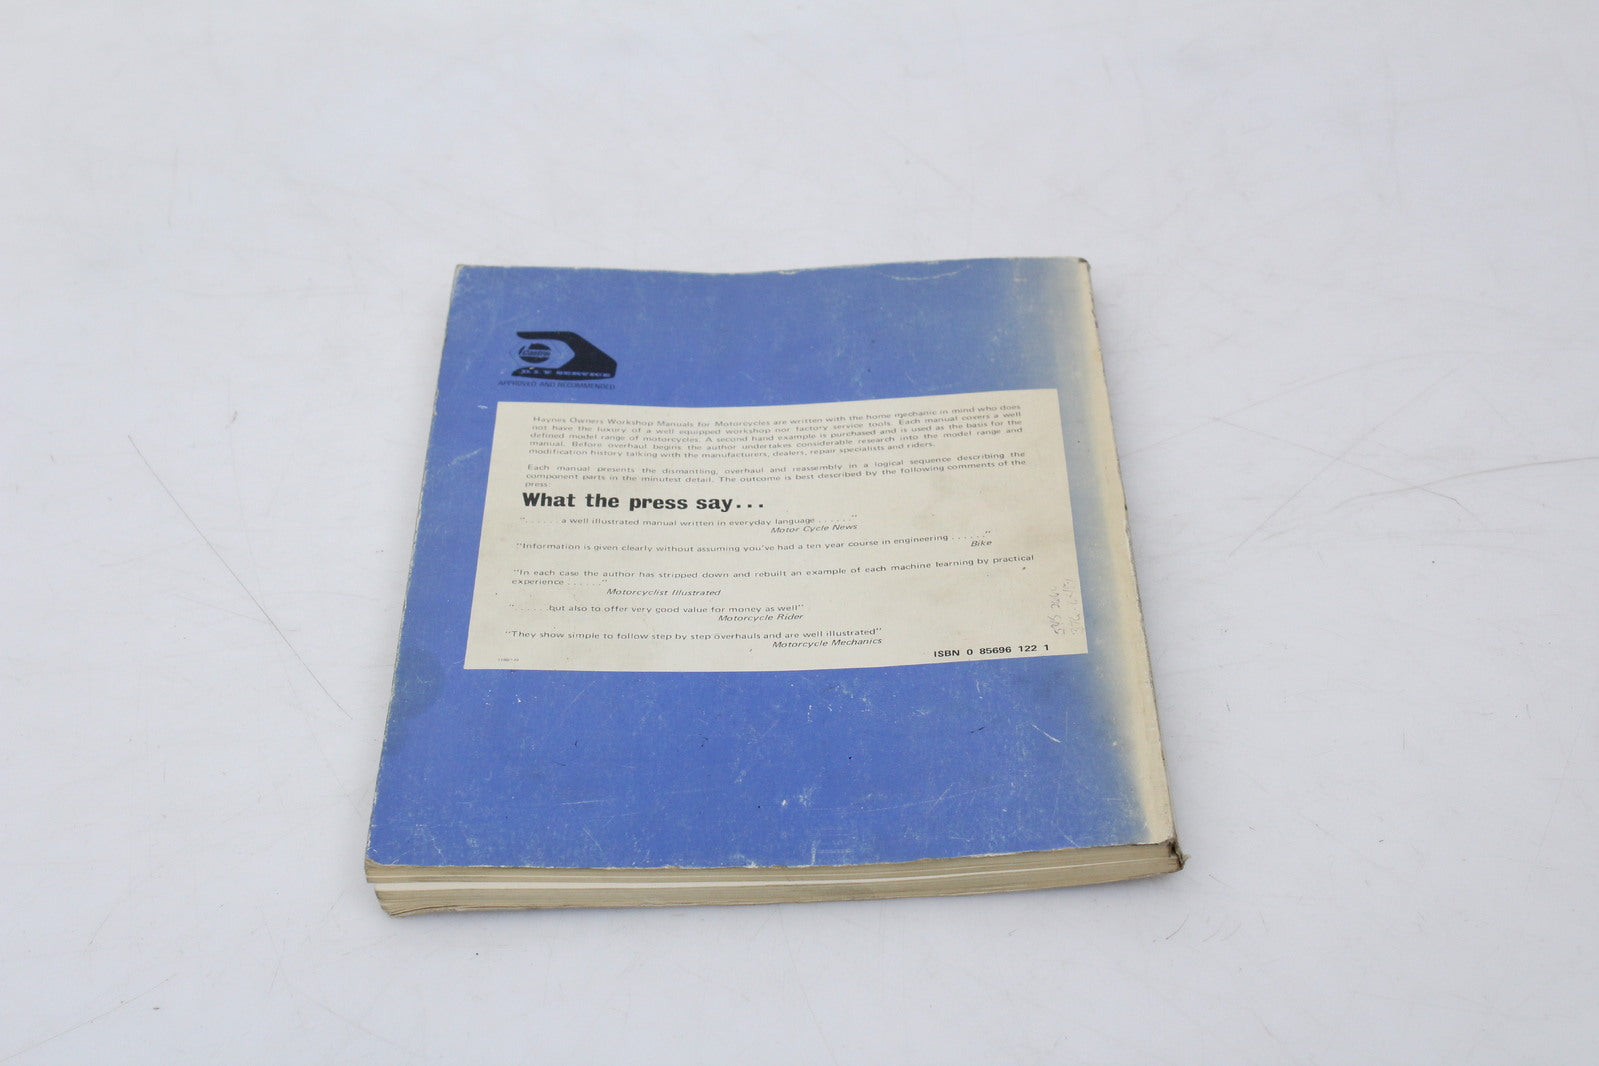 Castrol
D.I.Y SERVICE
APPROVED AND RECOMMENDED
Haynes Owners Workshop Manuals for Motorcycles are written with the home mechanic in mind who does
not have the luxury of a well equipped workshop nor factory service tools. Each manual covers a well
defined model range of motorcycles. A second hand example is purchased and is used as the basis for the
manual. Before overhaul begins the author undertakes considerable research into the model range and
modification history talking with the manufacturers, dealers, repair specialists and riders.
Each manual presents the dismantling, overhaul and reassembly in a logical sequence describing the
component parts in the minutest detail. The outcome is best described by the following comments of the
press:
What the press say...
"......a well illustrated manual written in everyday language......"
Motor Cycle News
"Information is given clearly without assuming you've had a ten year course in engineering......"
Bike
"In each case the author has stripped down and rebuilt an example of each machine learning by practical
experience......"
Motorcyclist Illustrated
"......but also to offer very good value for money as well"
Motorcycle Rider
"They show simple to follow step by step overhauls and are well illustrated"
Motorcycle Mechanics
ISBN 0 85696 122 1